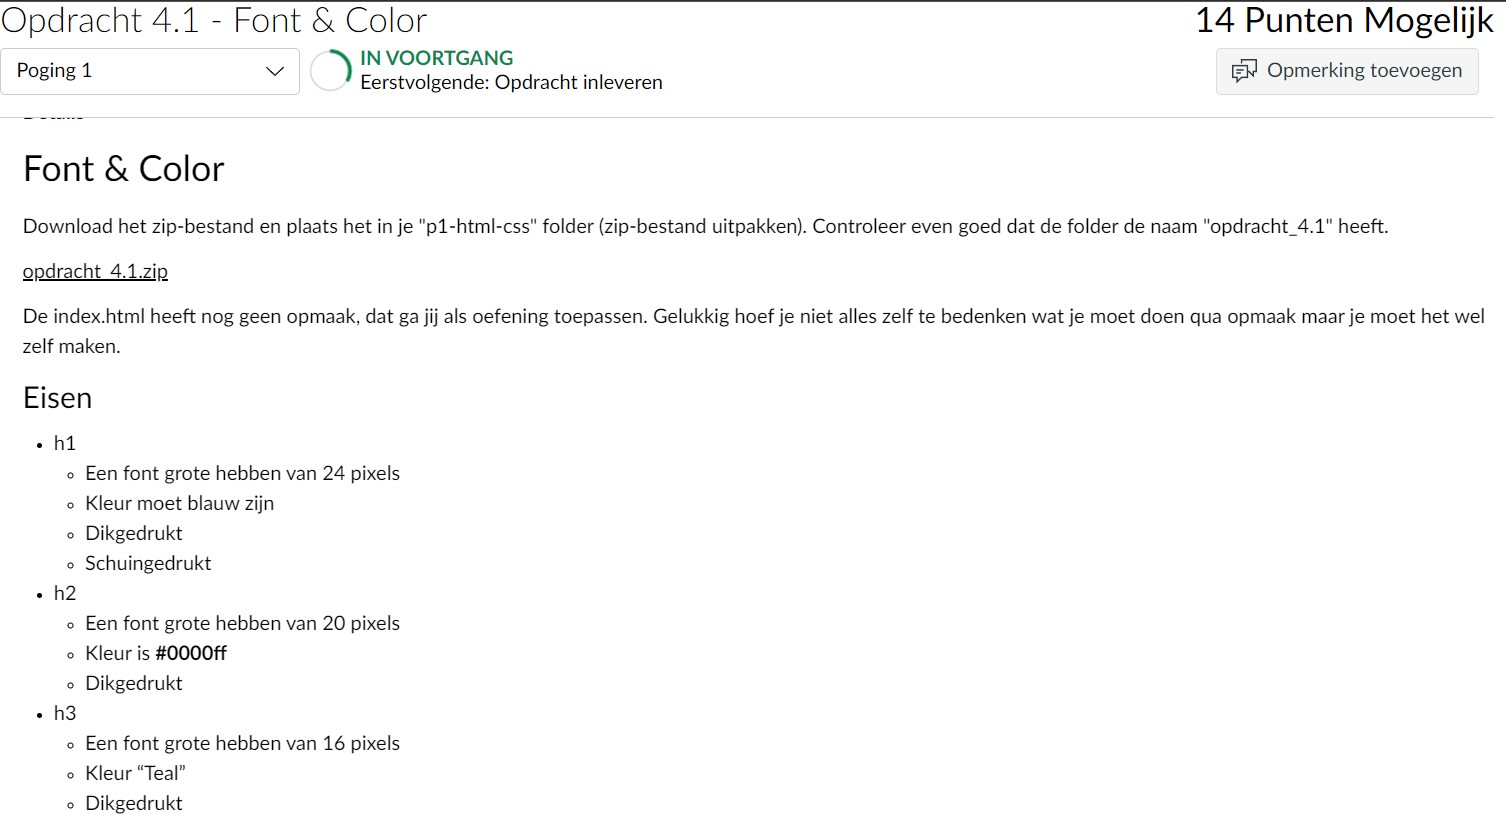 Opdracht 4.1 - Font & Color
14 Punten Mogelijk
Poging 1
IN VOORTGANG
Eerstvolgende: Opdracht inleveren
Opmerking toevoegen
Font & Color
Download het zip-bestand en plaats het in je "p1-html-css" folder (zip-bestand uitpakken). Controleer even goed dat de folder de naam "opdracht_4.1" heeft.
opdracht_4.1.zip
De index.html heeft nog geen opmaak, dat ga jij als oefening toepassen. Gelukkig hoef je niet alles zelf te bedenken wat je moet doen qua opmaak maar je moet het wel
zelf maken.
Eisen
• h1
◦ Een font grote hebben van 24 pixels
◦ Kleur moet blauw zijn
◦ Dikgedrukt
◦ Schuingedrukt
• h2
◦ Een font grote hebben van 20 pixels
◦ Kleur is #0000ff
◦ Dikgedrukt
• h3
◦ Een font grote hebben van 16 pixels
◦ Kleur “Teal”
◦ Dikgedrukt